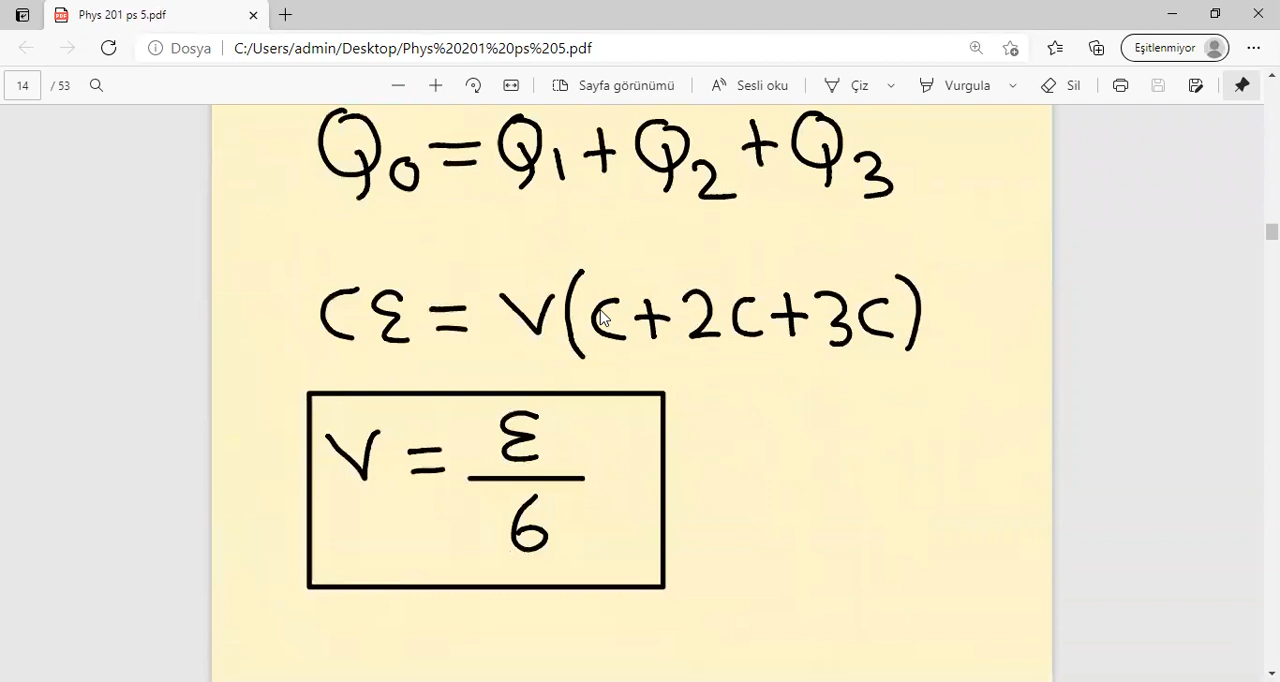 Phys 201 ps 5.pdf
Dosya C:/Users/admin/Desktop/Phys%20201%20ps%205.pdf Eşitlenmiyor
14 / 53 Sayfa görünümü Sesli oku Çiz Vurgula Sil
Q₀ = Q₁ + Q₂ + Q₃
Cε = V(C+2C+3C)
V = ε/6